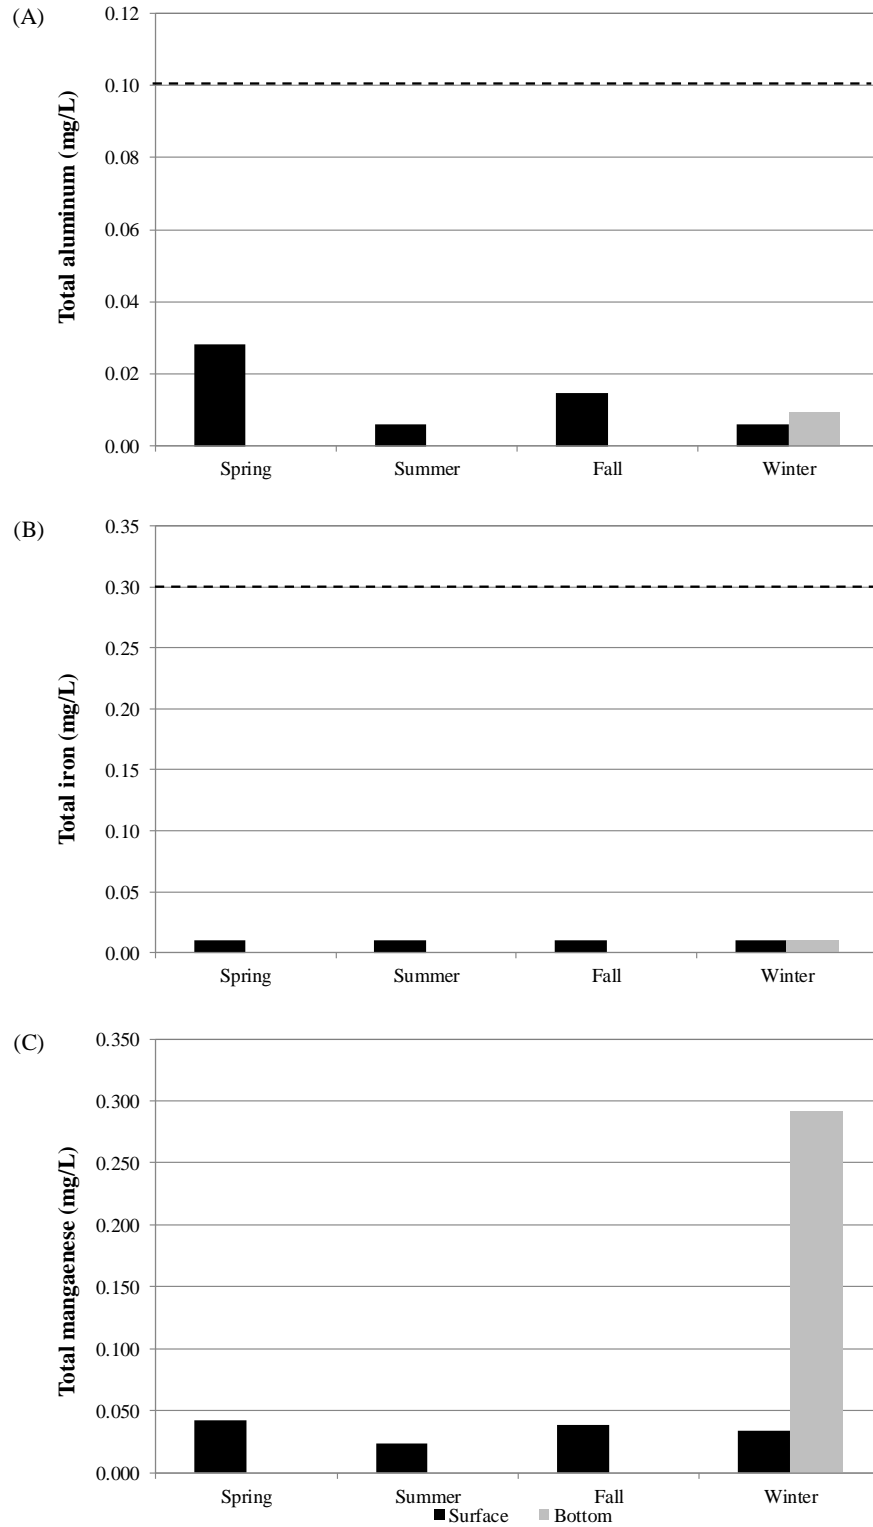 (A)
Total aluminum (mg/L)
0.12
0.10
0.08
0.06
0.04
0.02
0.00
Spring Summer Fall Winter
(B)
Total iron (mg/L)
0.35
0.30
0.25
0.20
0.15
0.10
0.05
0.00
Spring Summer Fall Winter
(C)
Total mangaenese (mg/L)
0.350
0.300
0.250
0.200
0.150
0.100
0.050
0.000
Spring Summer Fall Winter
Surface Bottom